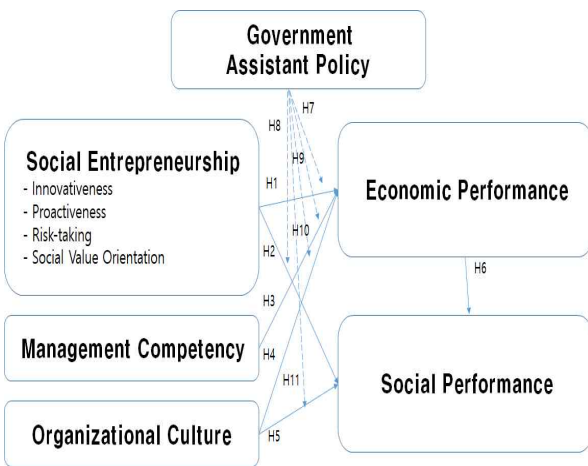 Government
Assistant Policy
H7
H8
Social Entrepreneurship
- Innovativeness
- Proactiveness
- Risk-taking
- Social Value Orientation
H9
H1
Economic Performance
H10
H2
H6
H3
Management Competency
H4
Social Performance
H11
Organizational Culture
H5